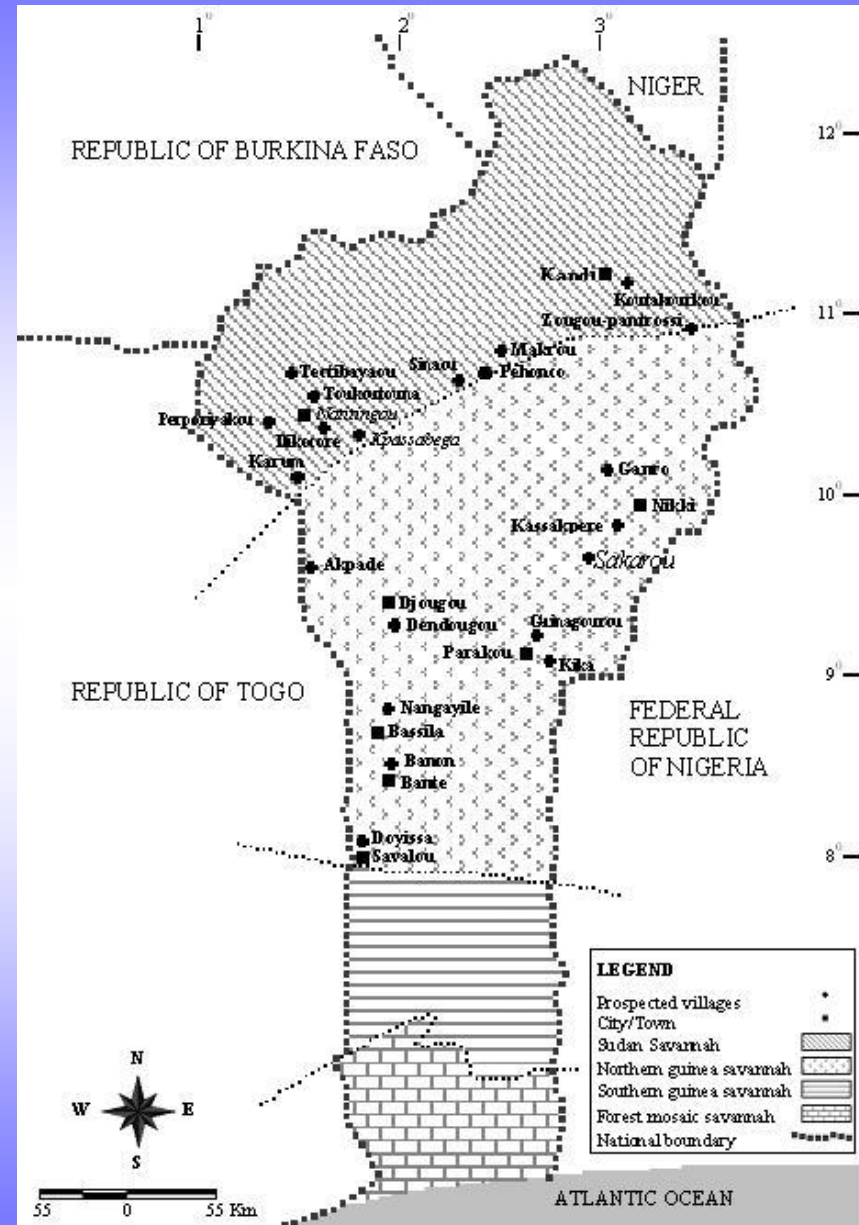 1° 2° 3°
NIGER
REPUBLIC OF BURKINA FASO
12°
Kandi
Koutakourkou
Zougou-pantrossi
11°
Makrou
Sinaou
Pehonco
Tectibayaou
Toukoutouna
Natitingou
Perporiyakou
Dikotore
Kpassabega
Karum
Ganro
10°
Nikki
Kassakpere
Sakarou
Akpade
Djougou
Dendougou
Guinagourou
Parakou
Kika
9°
REPUBLIC OF TOGO
Nangayile
FEDERAL
REPUBLIC
OF NIGERIA
Bassila
Banon
Bante
Doyissa
Savalou
8°
LEGEND
Prospected villages
City/Town
Sudan Savannah
Northern guinea savannah
Southern guinea savannah
Forest mosaic savannah
National boundary
N
W E
S
55 0 55 Km
ATLANTIC OCEAN